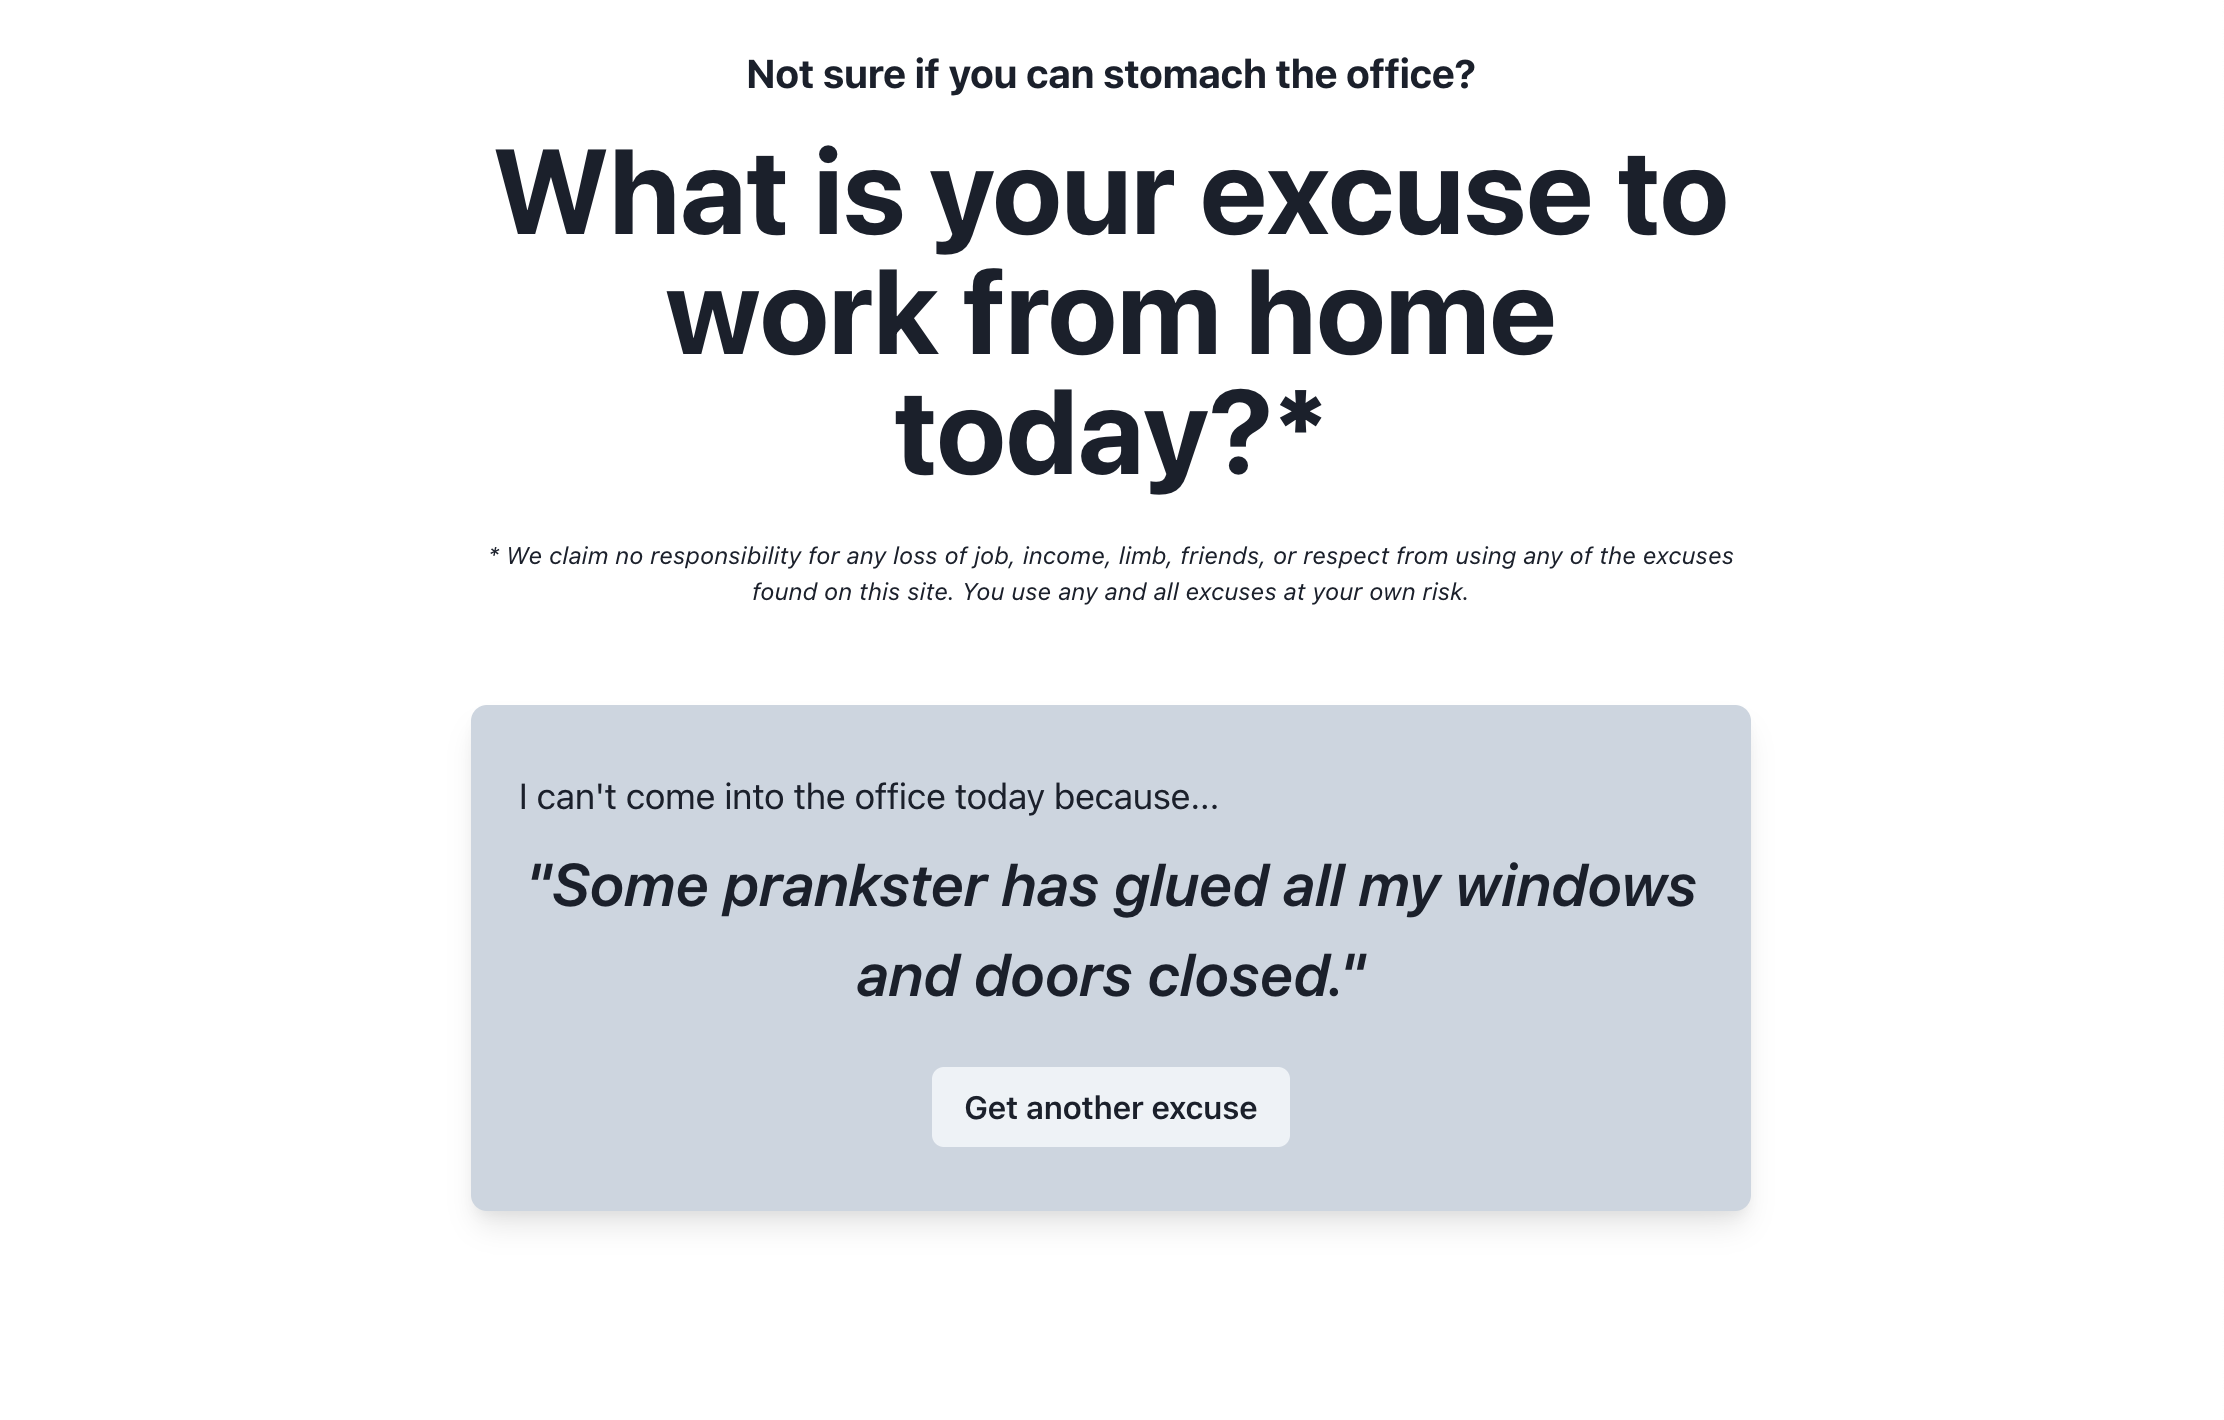 Not sure if you can stomach the office?
What is your excuse to
work from home
today?*
* We claim no responsibility for any loss of job, income, limb, friends, or respect from using any of the excuses
found on this site. You use any and all excuses at your own risk.
I can't come into the office today because...
"Some prankster has glued all my windows
and doors closed."
Get another excuse